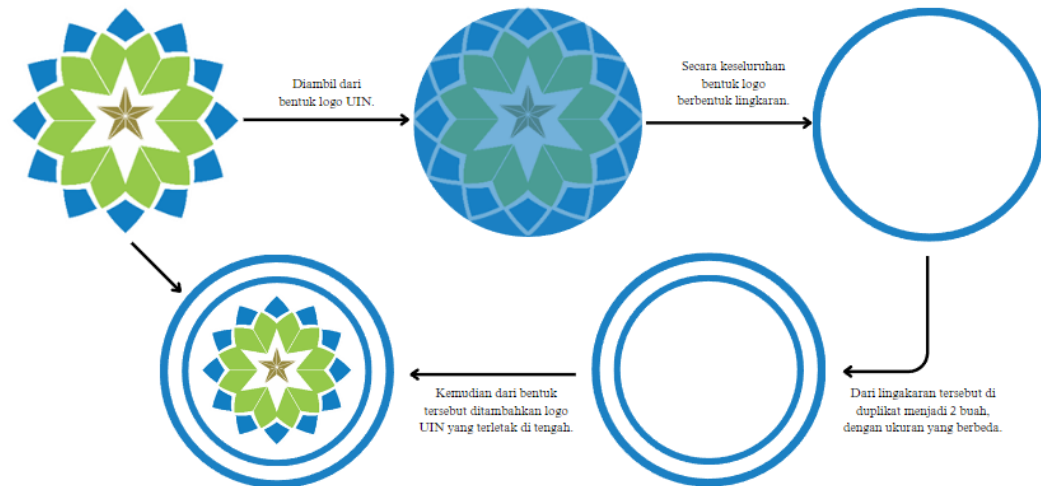 Diambil dari
bentuk logo UIN.
Secara keseluruhan
bentuk logo
berbentuk lingkaran.
Dari lingakaran tersebut di
duplikat menjadi 2 buah,
dengan ukuran yang berbeda.
Kemudian dari bentuk
tersebut ditambahkan logo
UIN yang terletak di tengah.